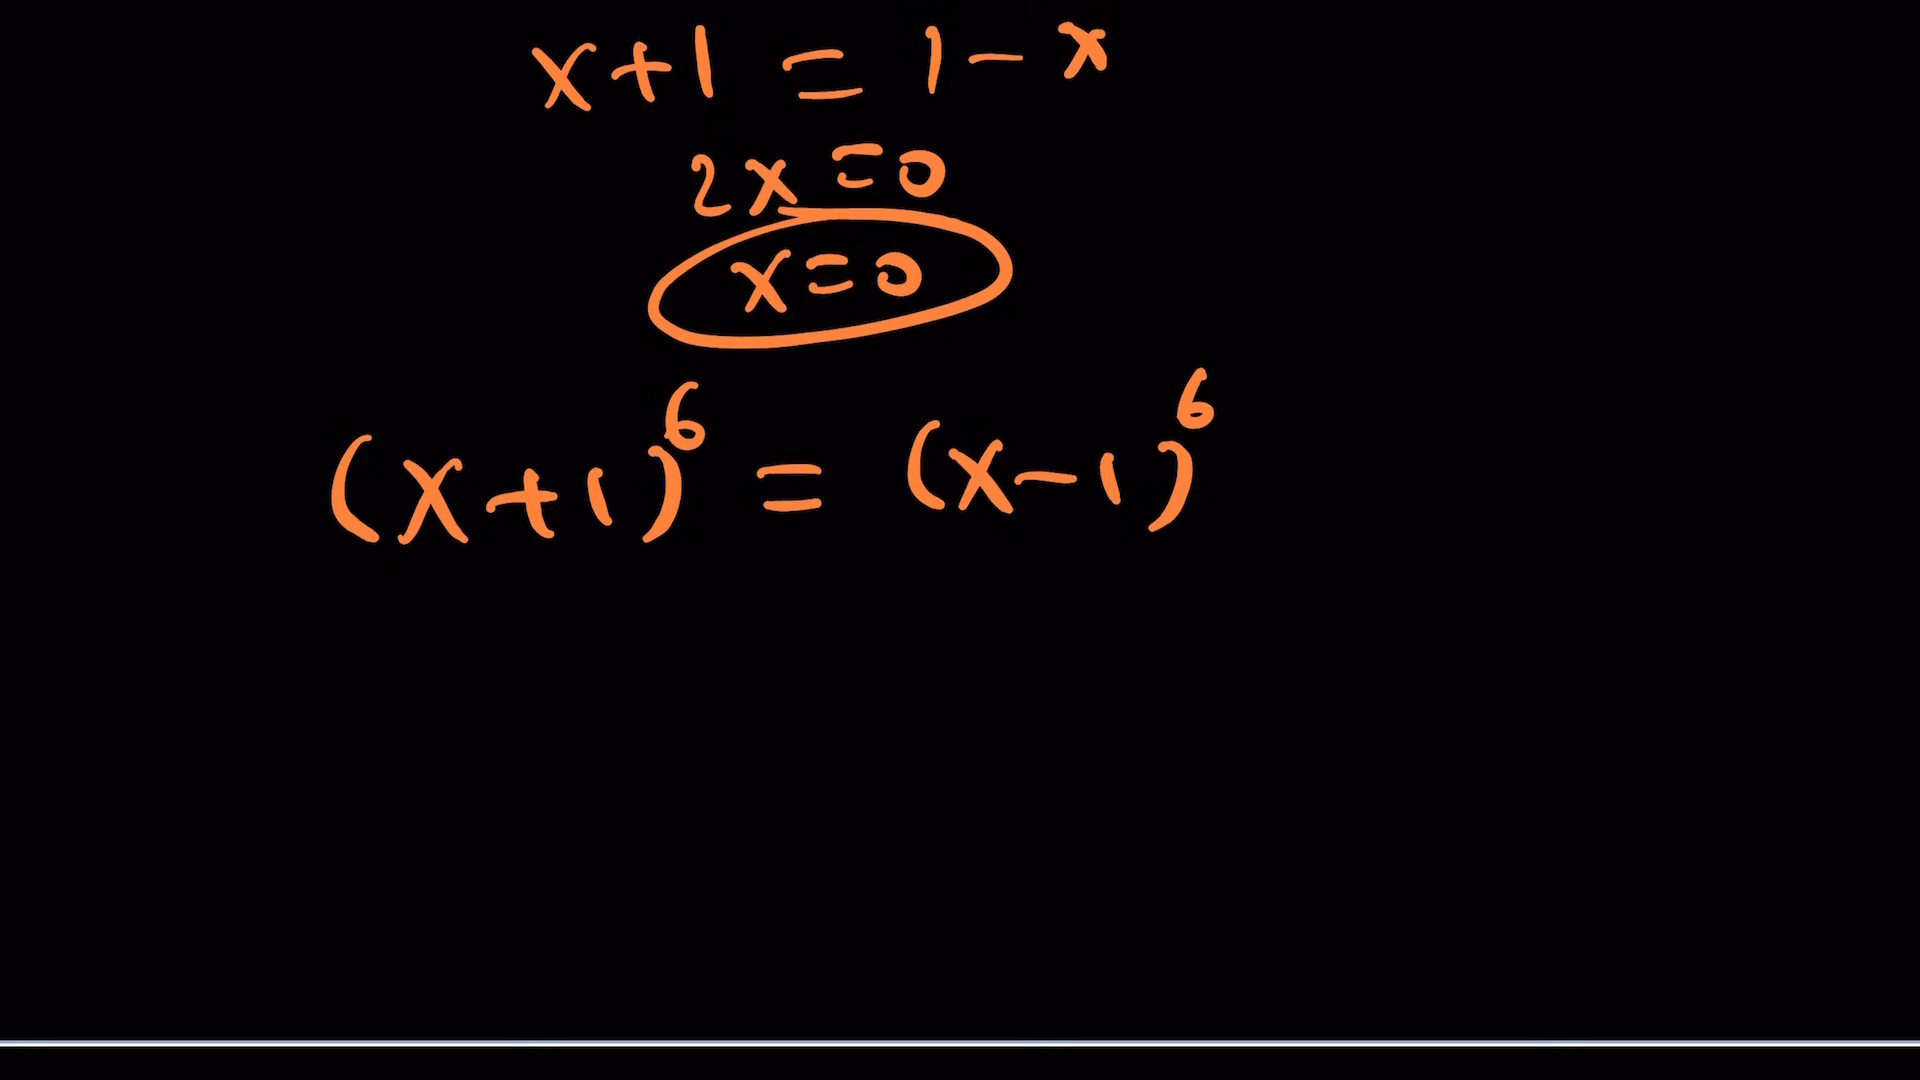 x+1 = 1-x
2x=0
x=0
(x+1)⁶ = (x-1)⁶